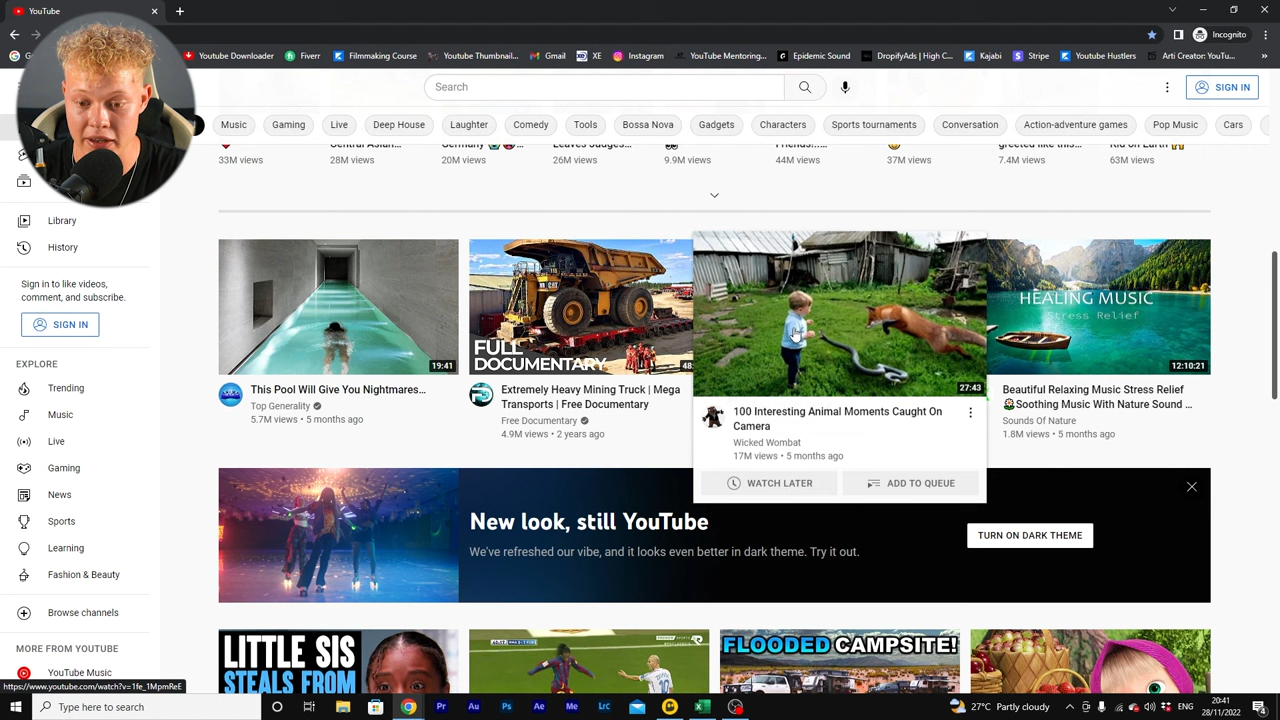 YouTube
Incognito
YouTube Downloader
Fiverr
Filmmaking Course
YouTube Thumbnail...
Gmail
XE
Instagram
YouTube Mentoring...
Epidemic Sound
DropifyAds | High C...
Kajabi
Stripe
YouTube Hustlers
Arti Creator: YouTu...
Search
SIGN IN
Music
Gaming
Live
Deep House
Laughter
Comedy
Tools
Bossa Nova
Gadgets
Characters
Sports tournaments
Conversation
Action-adventure games
Pop Music
Cars
33M views
28M views
20M views
26M views
9.9M views
44M views
37M views
7.4M views
63M views
Library
History
Sign in to like videos,
comment, and subscribe.
SIGN IN
EXPLORE
Trending
Music
Live
Gaming
News
Sports
Learning
Fashion & Beauty
Browse channels
MORE FROM YOUTUBE
YouTube Music
https://www.youtube.com/watch?v=1fe_1MpmReE
19:41
This Pool Will Give You Nightmares...
Top Generality
5.7M views • 5 months ago
FULL
DOCUMENTARY
48:
Extremely Heavy Mining Truck | Mega
Transports | Free Documentary
Free Documentary
4.9M views • 2 years ago
27:43
100 Interesting Animal Moments Caught On
Camera
Wicked Wombat
17M views • 5 months ago
WATCH LATER
ADD TO QUEUE
HEALING MUSIC
Stress Relief
12:10:21
Beautiful Relaxing Music Stress Relief
Soothing Music With Nature Sound ...
Sounds Of Nature
1.8M views • 5 months ago
New look, still YouTube
We've refreshed our vibe, and it looks even better in dark theme. Try it out.
TURN ON DARK THEME
LITTLE SIS
STEALS FROM
FLOODED CAMPSITE!
Type here to search
27°C Partly cloudy
ENG
20:41
28/11/2022